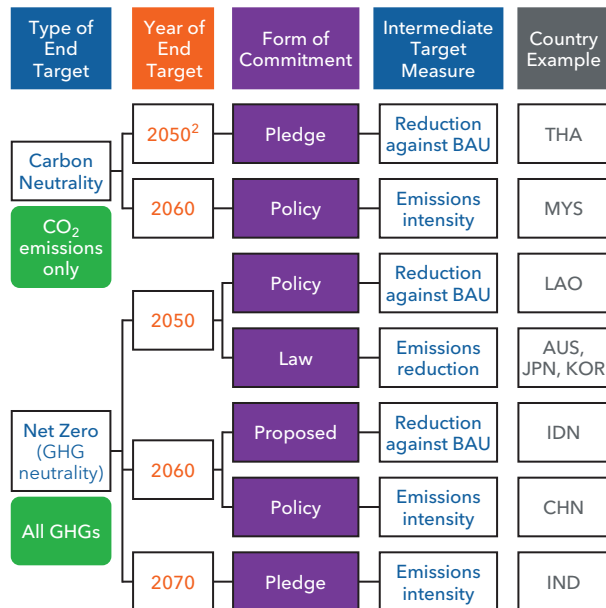 Type of
End
Target
Year of
End
Target
Form of
Commitment
Intermediate
Target
Measure
Country
Example
Carbon
Neutrality
CO₂
emissions
only
2050²
Pledge
Reduction
against BAU
THA
2060
Policy
Emissions
intensity
MYS
Net Zero
(GHG
neutrality)
All GHGs
2050
Policy
Reduction
against BAU
LAO
Law
Emissions
reduction
AUS,
JPN, KOR
2060
Proposed
Reduction
against BAU
IDN
Policy
Emissions
intensity
CHN
2070
Pledge
Emissions
intensity
IND